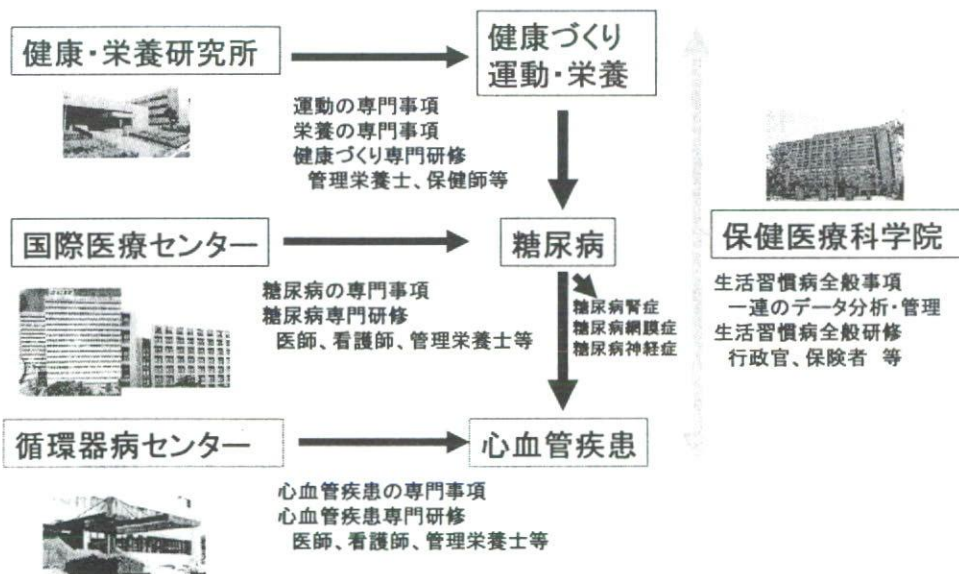 健康・栄養研究所
健康づくり
運動・栄養
運動の専門事項
栄養の専門事項
健康づくり専門研修
管理栄養士、保健師等
国際医療センター
糖尿病
保健医療科学院
糖尿病の専門事項
糖尿病専門研修
医師、看護師、管理栄養士等
糖尿病腎症
糖尿病網膜症
糖尿病神経症
生活習慣病全般事項
一連のデータ分析・管理
生活習慣病全般研修
行政官、保険者 等
循環器病センター
心血管疾患
心血管疾患の専門事項
心血管疾患専門研修
医師、看護師、管理栄養士等